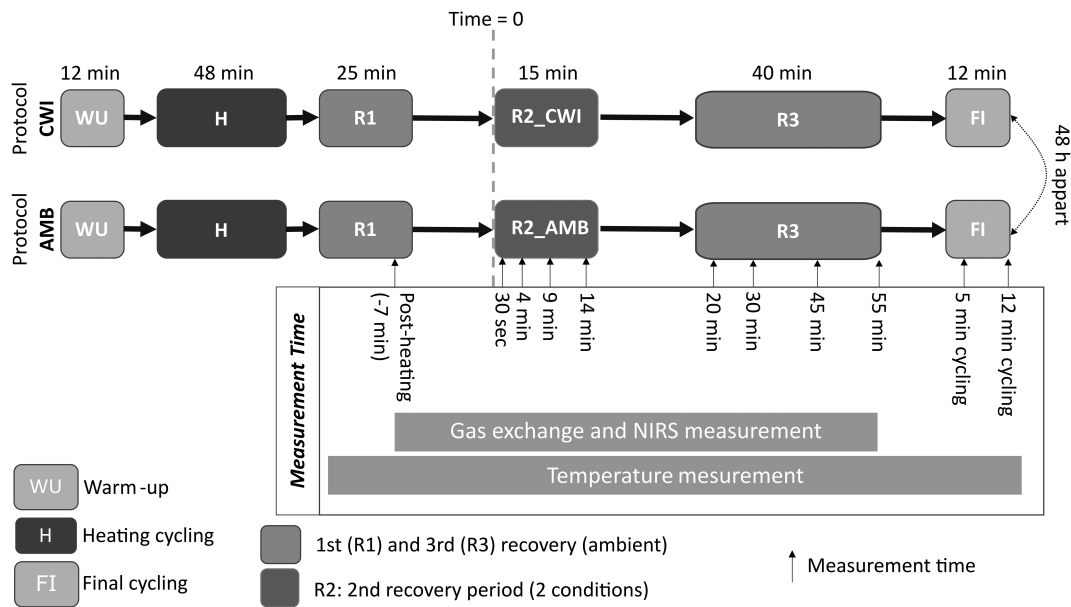 Time = 0
12 min
48 min
25 min
15 min
40 min
12 min
Protocol
CWI
WU
H
R1
R2_CWI
R3
FI
48 h appart
Protocol
AMB
WU
H
R1
R2_AMB
R3
FI
Measurement Time
Post-heating
(-7 min)
30 sec
4 min
9 min
14 min
20 min
30 min
45 min
55 min
5 min cycling
12 min cycling
Gas exchange and NIRS measurement
Temperature mesurement
WU Warm-up
H Heating cycling
FI Final cycling
1st (R1) and 3rd (R3) recovery (ambient)
R2: 2nd recovery period (2 conditions)
Measurement time